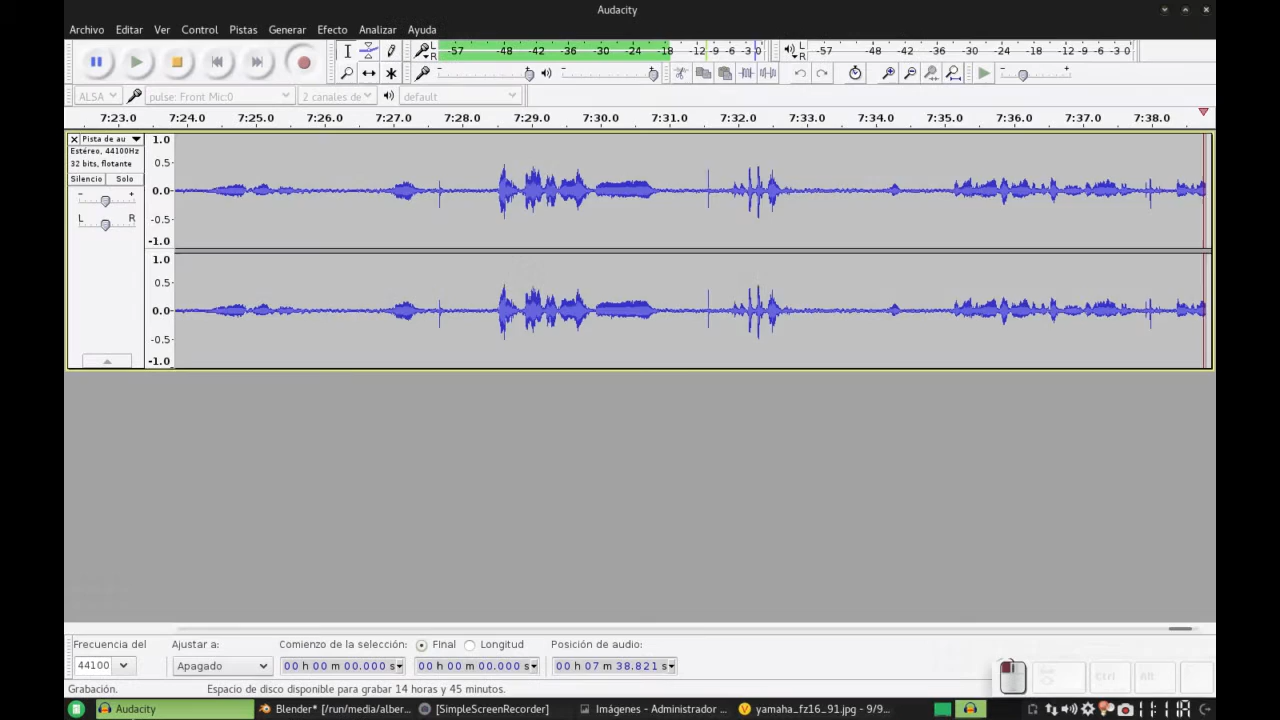 Audacity
Archivo Editar Ver Control Pistas Generar Efecto Analizar Ayuda
L R -57 -48 -42 -36 -30 -24 -18 -12 -9 -6 -3 0 L R -57 -48 -42 -36 -30 -24 -18 -12 -9 -6 -3 0
ALSA pulse: Front Mic:0 2 canales de default
7:23.0 7:24.0 7:25.0 7:26.0 7:27.0 7:28.0 7:29.0 7:30.0 7:31.0 7:32.0 7:33.0 7:34.0 7:35.0 7:36.0 7:37.0 7:38.0
Pista de au 1.0
Estéreo, 44100Hz
32 bits, flotante 0.5
Silencio Solo
- + 0.0
L R -0.5
-1.0
1.0
0.5
0.0
-0.5
-1.0
Frecuencia del Ajustar a: Comienzo de la selección: FInal Longitud Posición de audio:
44100 Apagado 00 h 00 m 00.000 s 00 h 00 m 00.000 s 00 h 07 m 38.821 s
Grabación. Espacio de disco disponible para grabar 14 horas y 45 minutos.
Ctrl Alt
Audacity Blender* [/run/media/alber... [SimpleScreenRecorder] Imágenes - Administrador ... yamaha_fz16_91.jpg - 9/9...